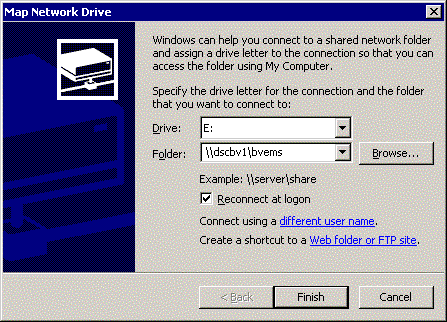 Map Network Drive
Windows can help you connect to a shared network folder
and assign a drive letter to the connection so that you can
access the folder using My Computer.
Specify the drive letter for the connection and the folder
that you want to connect to:
Drive: E:
Folder: \\dscbv1\bvems Browse...
Example: \\server\share
Reconnect at logon
Connect using a different user name.
Create a shortcut to a Web folder or FTP site.
< Back Finish Cancel